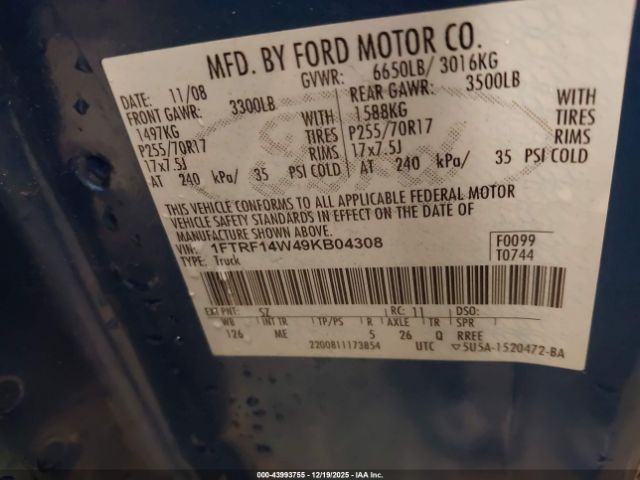 MFD. BY FORD MOTOR CO.
DATE: 11/08 GVWR: 6650LB/ 3016KG
FRONT GAWR: 3300LB REAR GAWR: 3500LB
1497KG WITH 1588KG WITH
P255/70R17 TIRES P255/70R17 TIRES
17x7.5J RIMS 17x7.5J RIMS
AT 240 kPa/ 35 PSI COLD AT 240 kPa/ 35 PSI COLD
THIS VEHICLE CONFORMS TO ALL APPLICABLE FEDERAL MOTOR
VEHICLE SAFETY STANDARDS IN EFFECT ON THE DATE OF
MANUFACTURE SHOWN ABOVE.
VIN: 1FTRF14W49KB04308 F0099
TYPE: Truck T0744
EXT PNT: SZ RC: 11 DSO:
WB INT TR TP/PS R AXLE TR SPR
126 ME 5 26 Q RREE
2200811173854 UTC ▽5U5A-1520472-BA
00-43993755 - 12/19/2025 - IAA Inc.